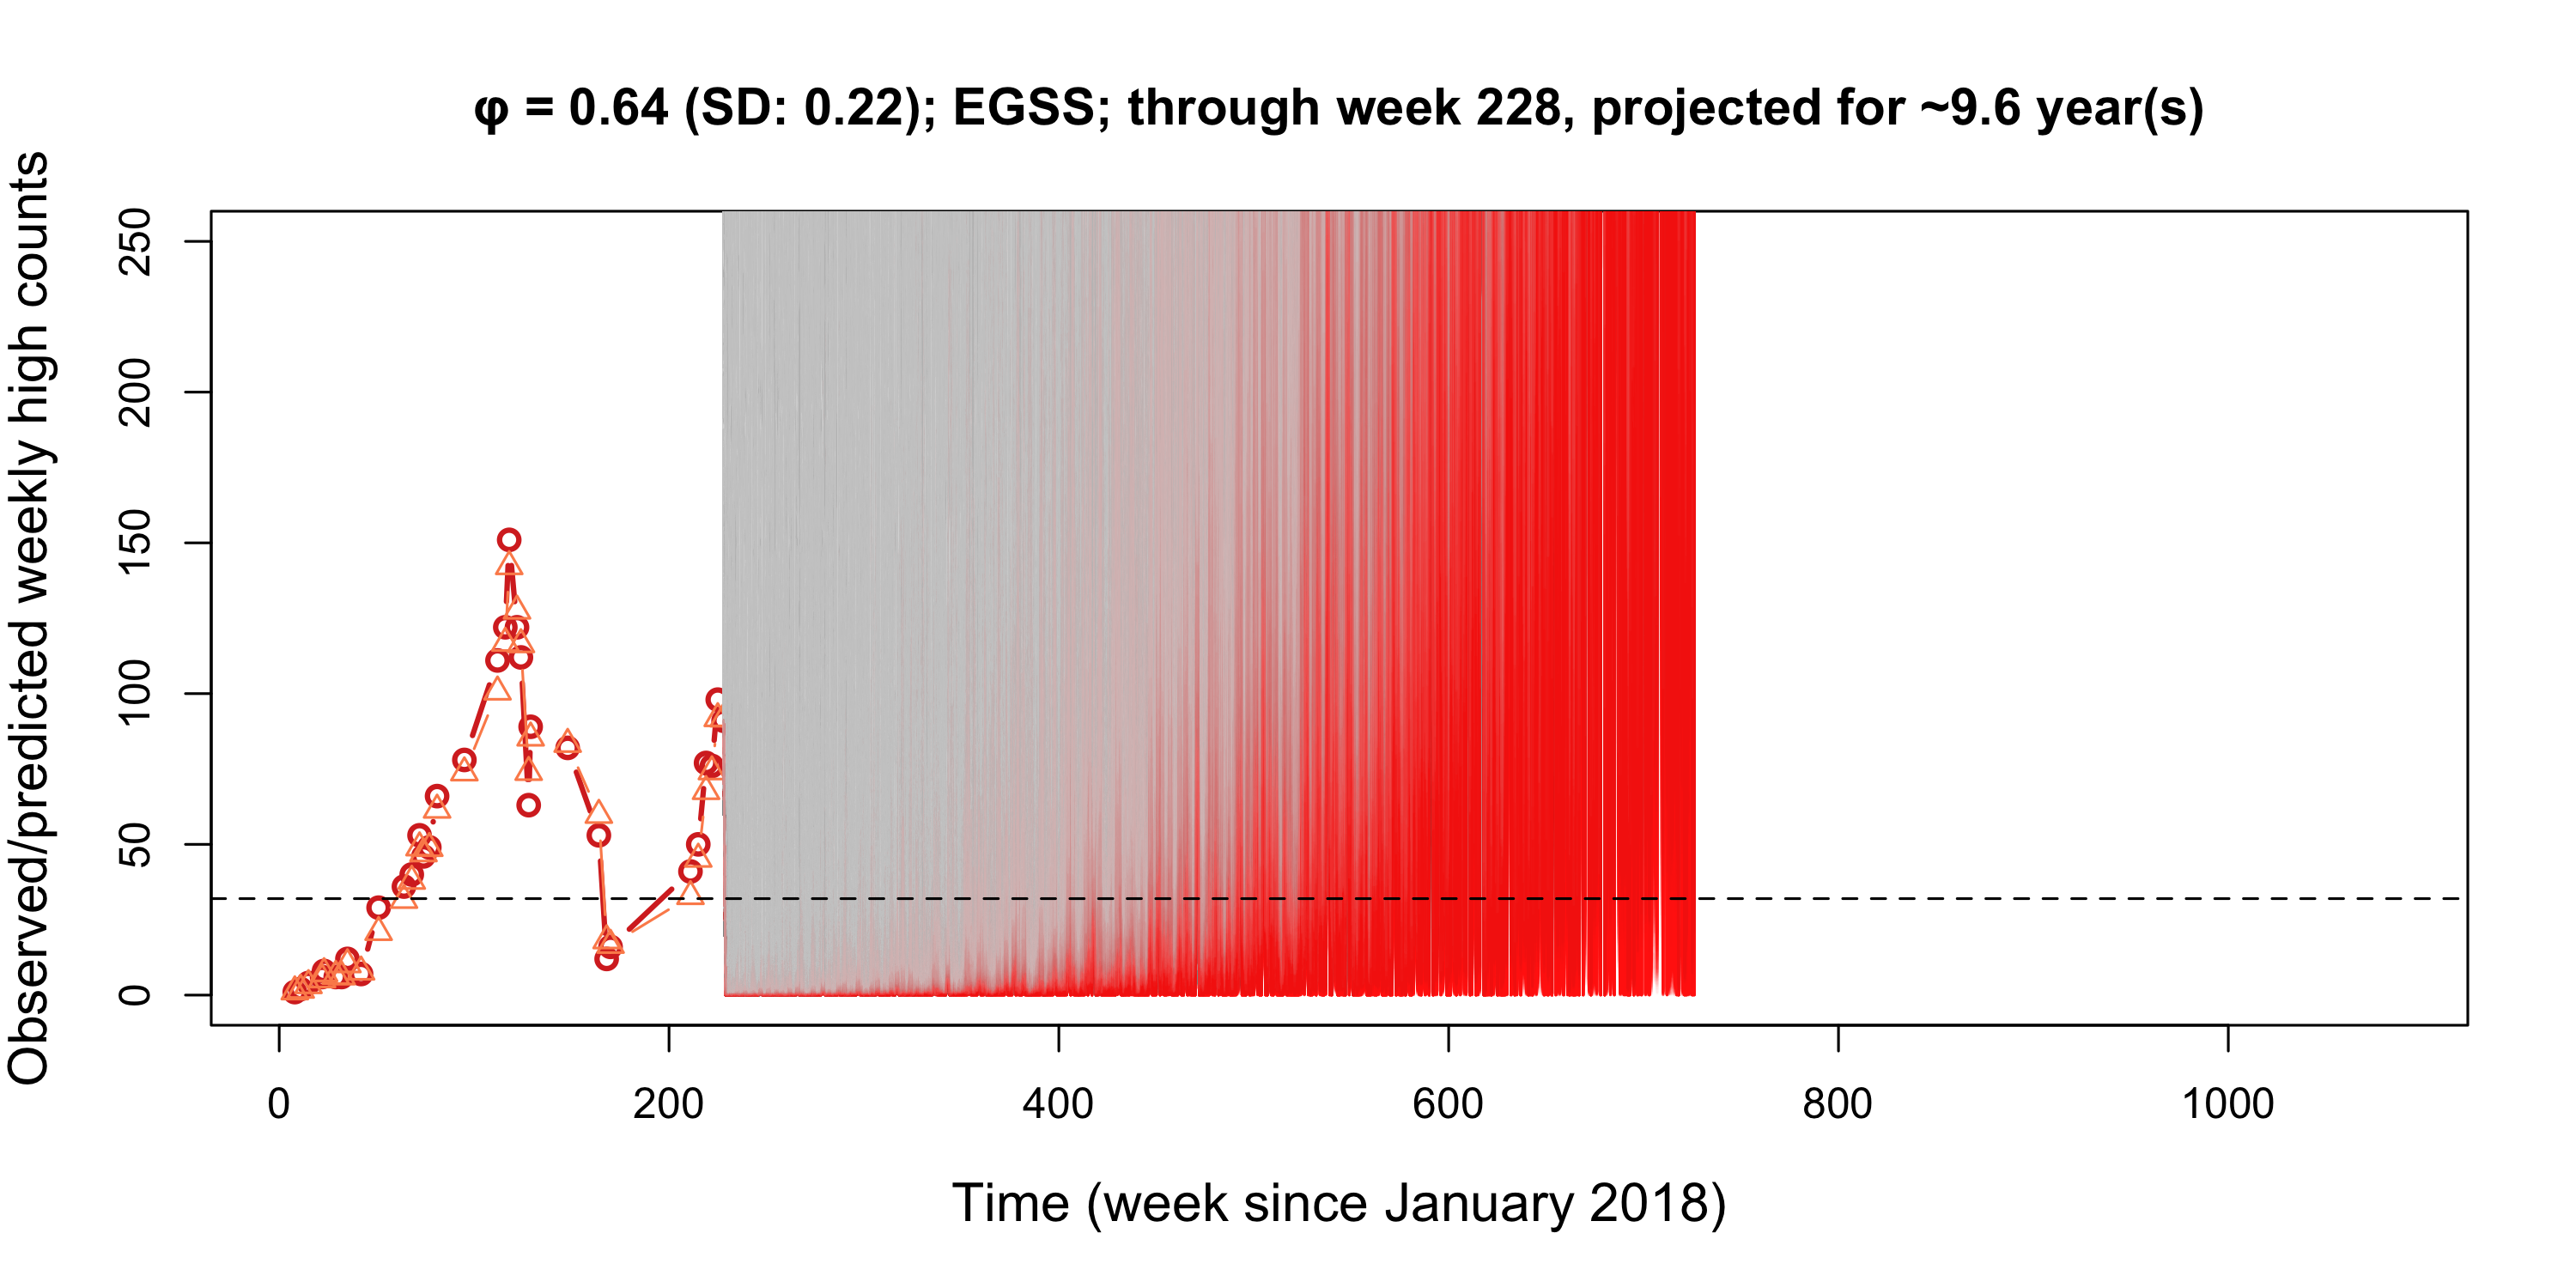 φ = 0.64 (SD: 0.22); EGSS; through week 228, projected for ~9.6 year(s)
Observed/predicted weekly high counts
250
200
150
100
50
0
0 200 400 600 800 1000
Time (week since January 2018)